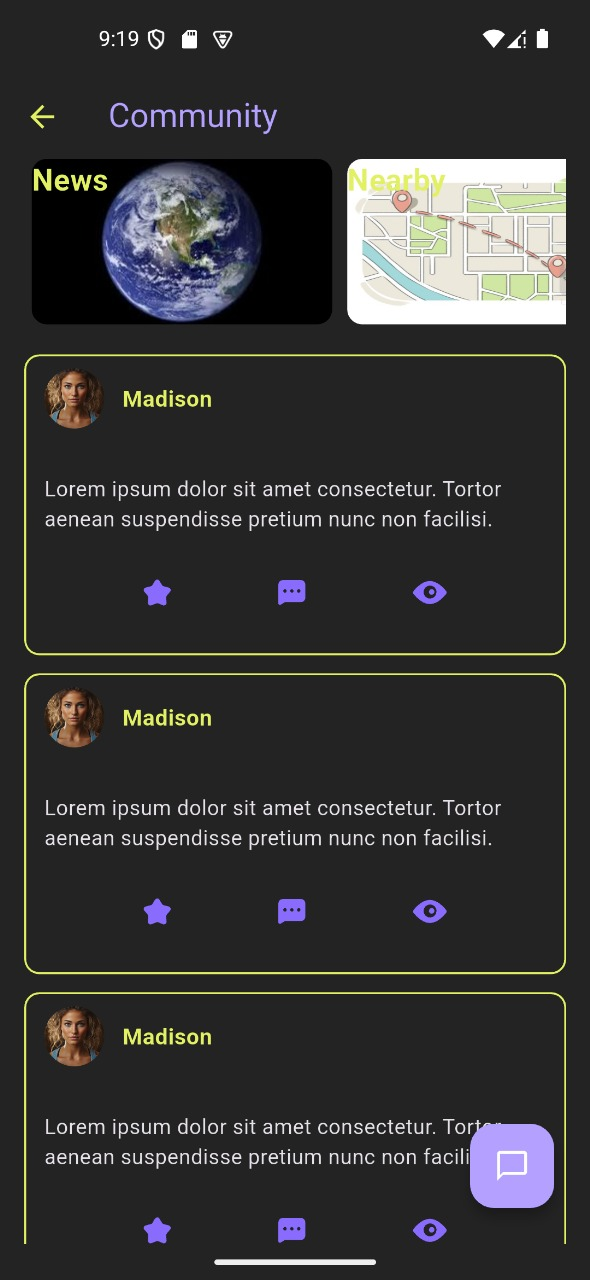 9:19
Community
News
Nearby
Madison
Lorem ipsum dolor sit amet consectetur. Tortor
aenean suspendisse pretium nunc non facilisi.
Madison
Lorem ipsum dolor sit amet consectetur. Tortor
aenean suspendisse pretium nunc non facilisi.
Madison
Lorem ipsum dolor sit amet consectetur. Tortor
aenean suspendisse pretium nunc non